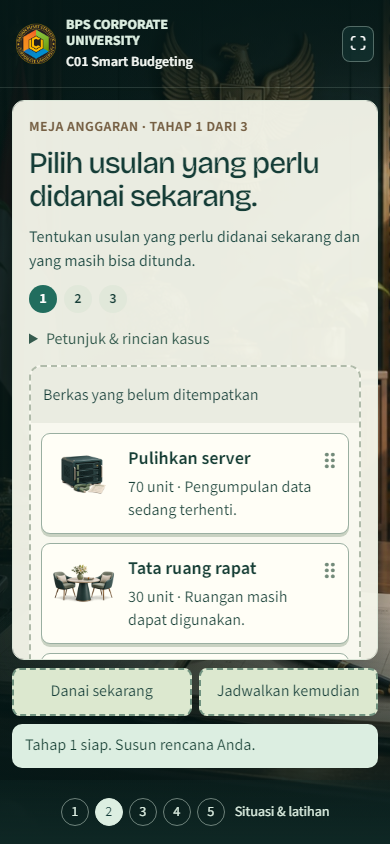 BPS CORPORATE
UNIVERSITY
C01 Smart Budgeting
MEJA ANGGARAN · TAHAP 1 DARI 3
Pilih usulan yang perlu
didanai sekarang.
Tentukan usulan yang perlu didanai sekarang dan
yang masih bisa ditunda.
1 2 3
Petunjuk & rincian kasus
Berkas yang belum ditempatkan
Pulihkan server
70 unit · Pengumpulan data
sedang terhenti.
Tata ruang rapat
30 unit · Ruangan masih
dapat digunakan.
Danai sekarang
Jadwalkan kemudian
Tahap 1 siap. Susun rencana Anda.
1 2 3 4 5 Situasi & latihan